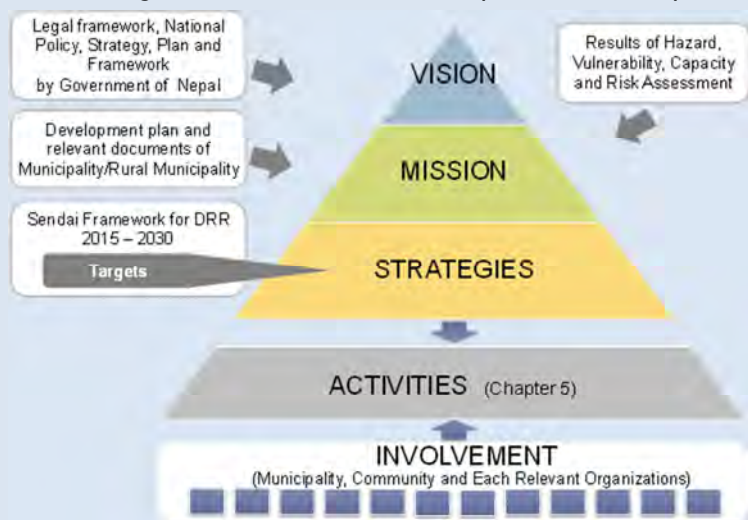 Legal framework, National
Policy, Strategy, Plan and
Framework
by Government of Nepal
Development plan and
relevant documents of
Municipality/Rural Municipality
Sendai Framework for DRR
2015 – 2030
Targets
Results of Hazard,
Vulnerability, Capacity
and Risk Assessment
VISION
MISSION
STRATEGIES
ACTIVITIES (Chapter 5)
INVOLVEMENT
(Municipality, Community and Each Relevant Organizations)